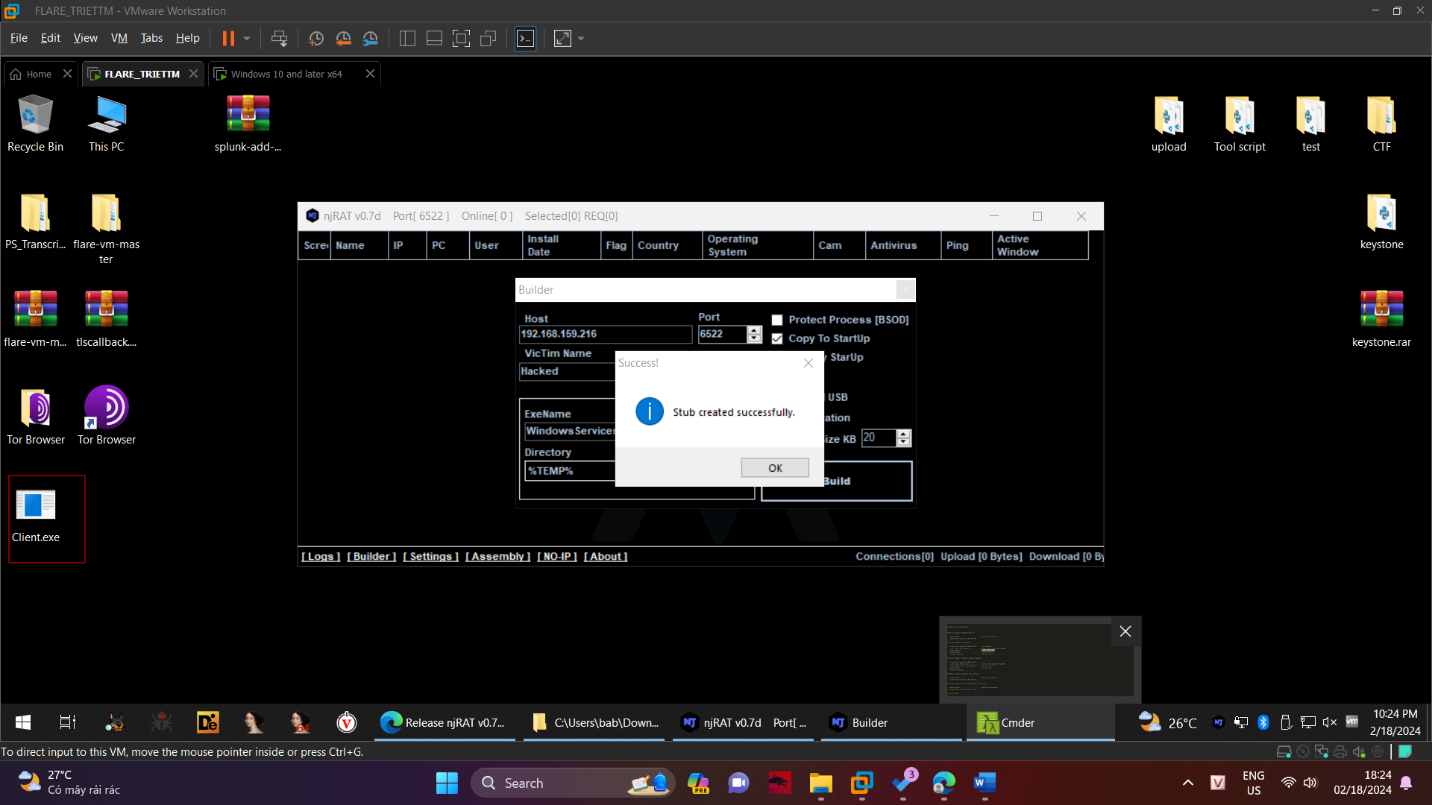 FLARE_TRIETTM - VMware Workstation
File Edit View VM Tabs Help
Home FLARE_TRIETTM Windows 10 and later x64
Recycle Bin This PC splunk-add-... upload Tool script test CTF
PS_Transcri... flare-vm-mas
ter
keystone
flare-vm-m... tlscallback....
keystone.rar
Tor Browser Tor Browser
Client.exe
njRAT v0.7d Port[ 6522 ] Online[ 0 ] Selected[0] REQ[0]
Name IP PC User Install Date Flag Country Operating System Cam Antivirus Ping Active Window
Builder
Host Port
192.168.159.216 6522
Protect Process [BSOD]
Copy To StartUp
VicTim Name
StarUp
Hacked
USB
ExeName
WindowsServices
KB 20
Directory
%TEMP%
Build
Success!
Stub created successfully.
OK
[ Logs ] [ Builder ] [ Settings ] [ Assembly ] [ NO-IP ] [ About ] Connections[0] Upload [0 Bytes] Download [0 By
Release njRAT v0.7... C:\Users\bab\Down... njRAT v0.7d Port[ ... Builder Cmder 26°C 10:24 PM
2/18/2024
To direct input to this VM, move the mouse pointer inside or press Ctrl+G.
27°C
Có mây rải rác
Search
PRE
3
ENG
US
18:24
02/18/2024